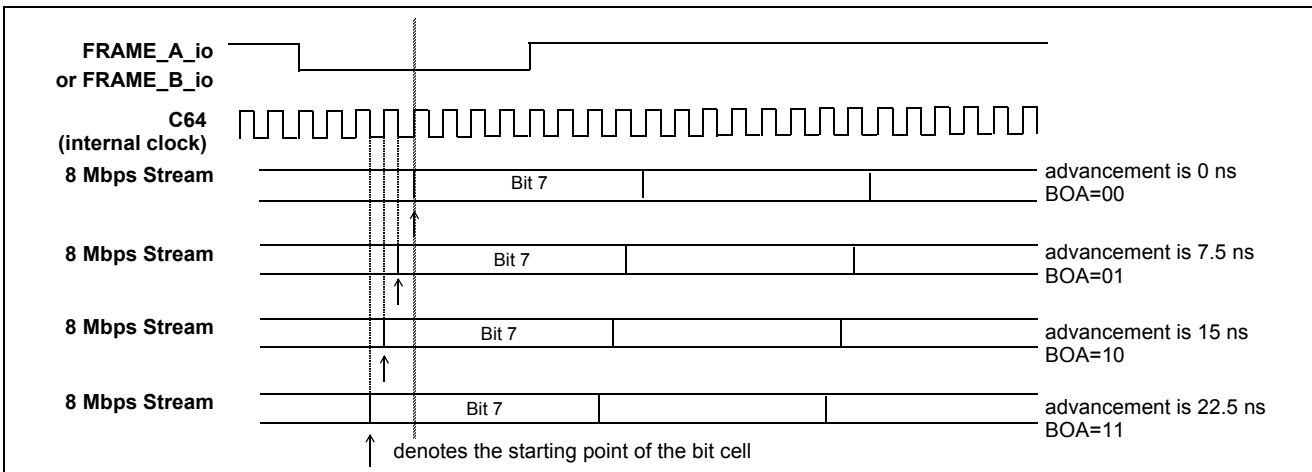 FRAME_A_io
or FRAME_B_io
C64
(internal clock)
8 Mbps Stream
Bit 7
advancement is 0 ns
BOA=00
8 Mbps Stream
Bit 7
advancement is 7.5 ns
BOA=01
8 Mbps Stream
Bit 7
advancement is 15 ns
BOA=10
8 Mbps Stream
Bit 7
advancement is 22.5 ns
BOA=11
denotes the starting point of the bit cell